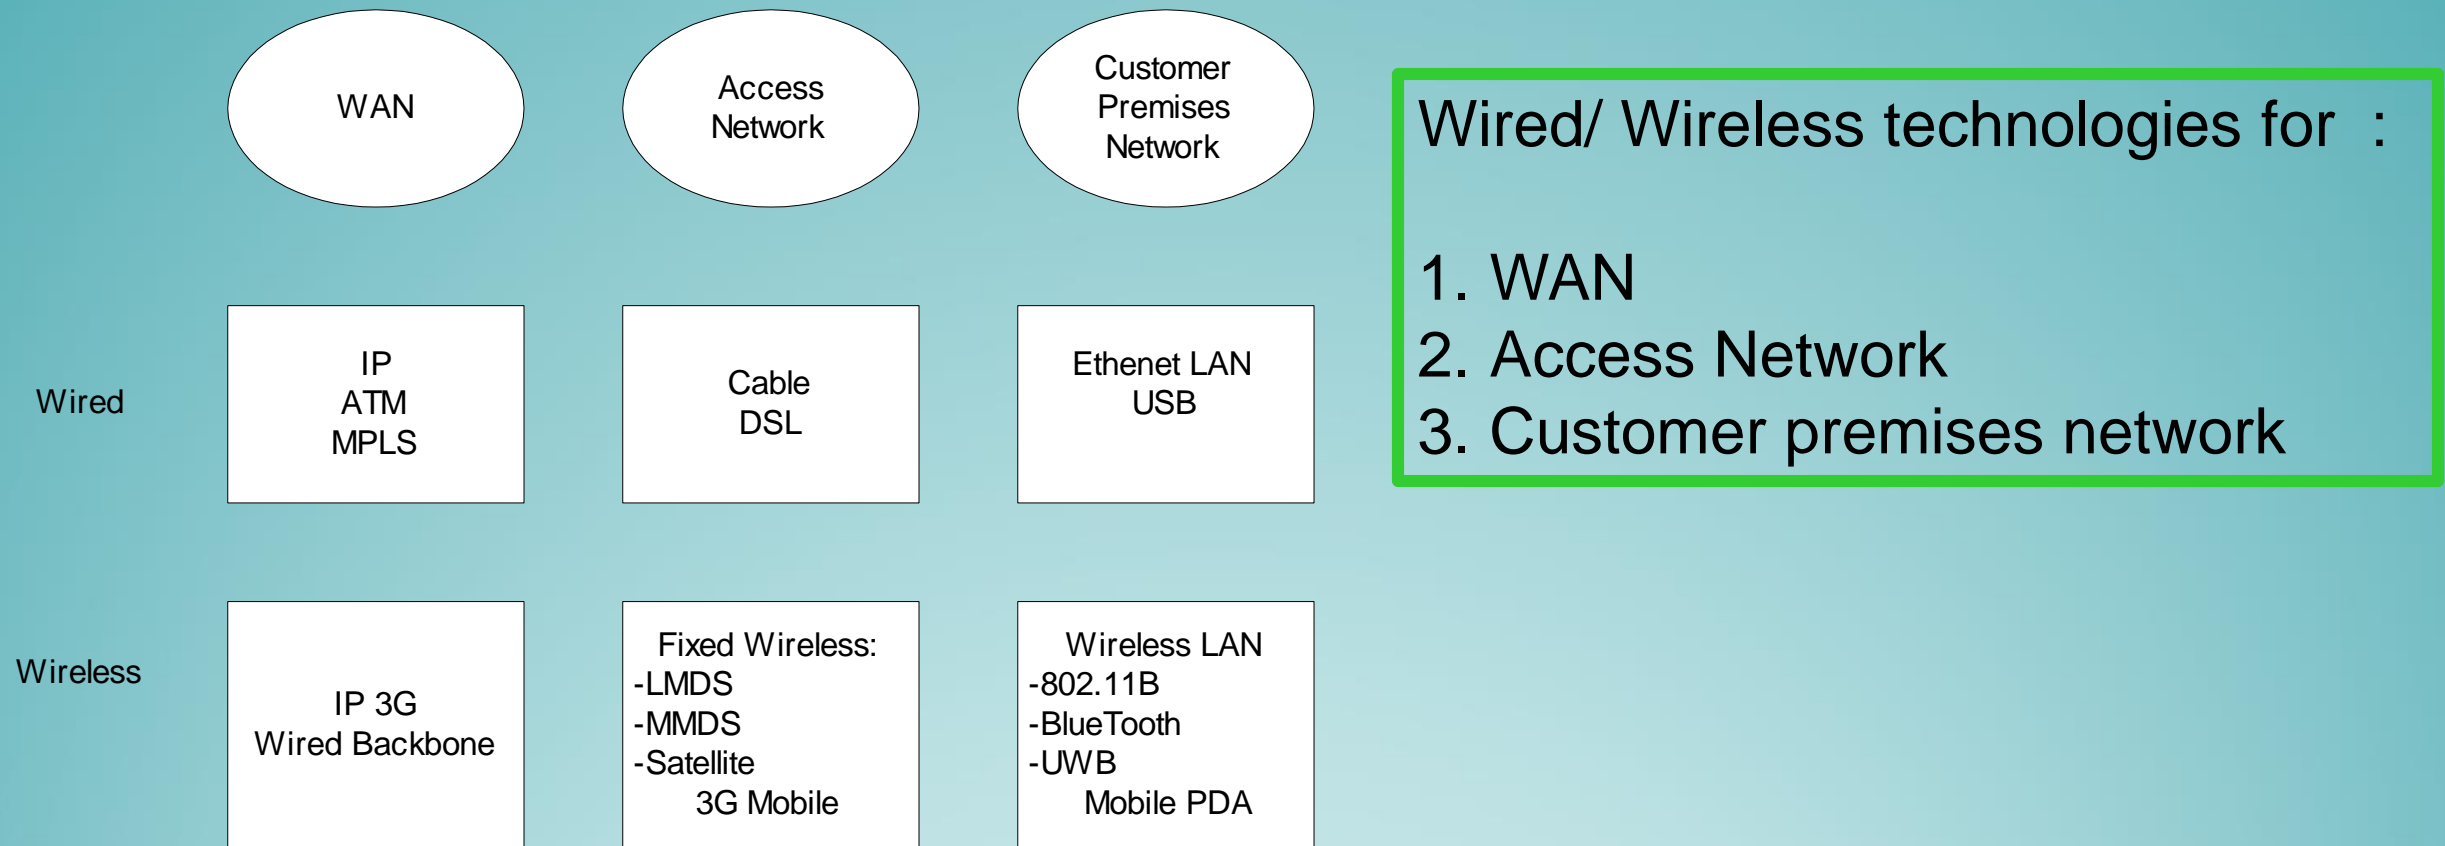 WAN
Access
Network
Customer
Premises
Network
Wired/ Wireless technologies for :
1. WAN
2. Access Network
3. Customer premises network
Wired
IP
ATM
MPLS
Cable
DSL
Ethenet LAN
USB
Wireless
IP 3G
Wired Backbone
Fixed Wireless:
-LMDS
-MMDS
-Satellite
3G Mobile
Wireless LAN
-802.11B
-BlueTooth
-UWB
Mobile PDA